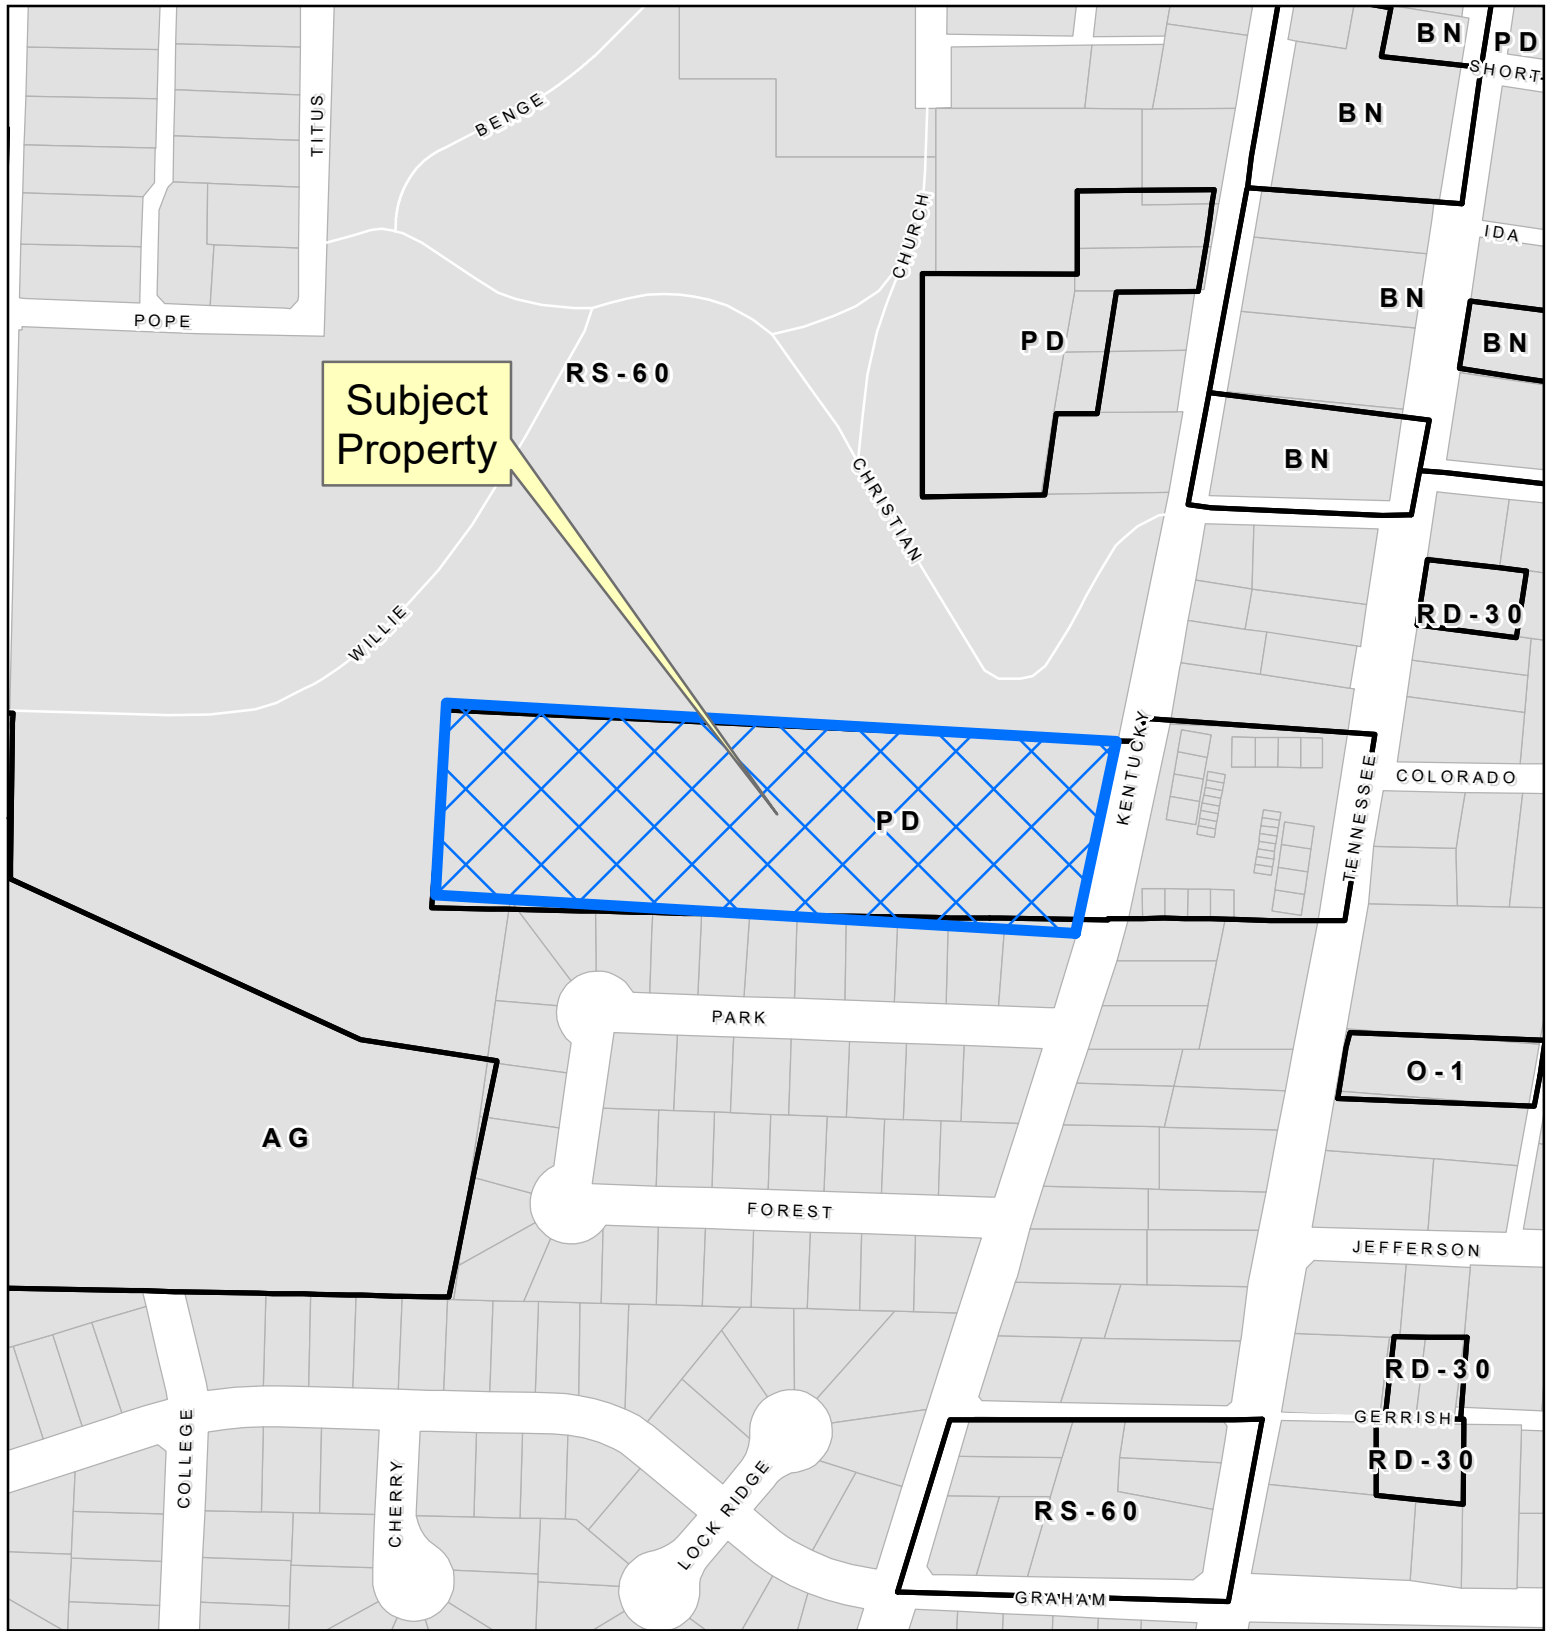 BN
PD
SHORT
BN
TITUS
BENGE
CHURCH
IDA
BN
POPE
PD
BN
RS-60
Subject
Property
BN
CHRISTIAN
RD-30
WILLIE
KENTUCKY
TENNESSEE
COLORADO
PD
PARK
O-1
AG
FOREST
JEFFERSON
RD-30
GERRISH
COLLEGE
CHERRY
LOCK RIDGE
RD-30
RS-60
GRAHAM